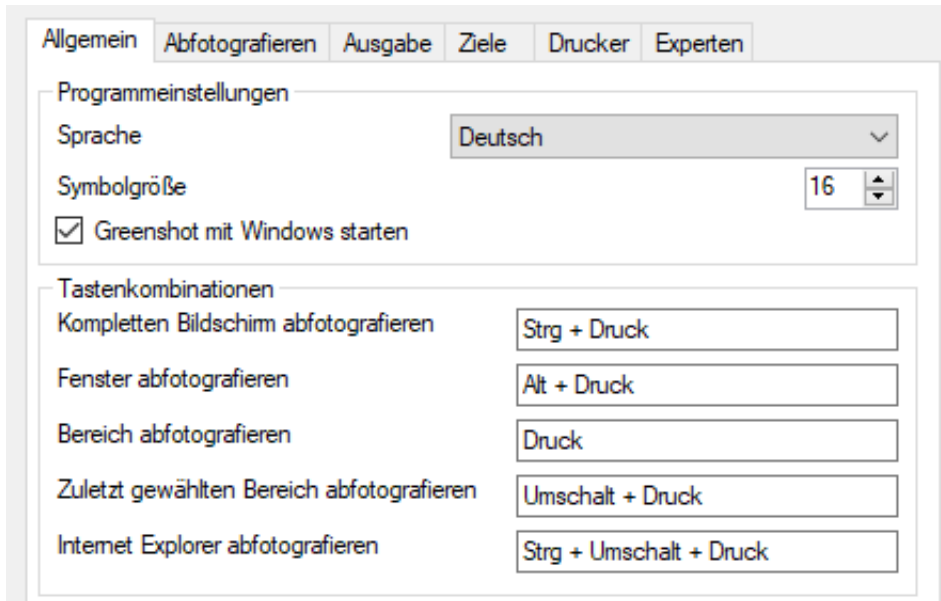 Allgemein Abfotografieren Ausgabe Ziele Drucker Experten
Programmeinstellungen
Sprache Deutsch
Symbolgröße 16
Greenshot mit Windows starten
Tastenkombinationen
Kompletten Bildschirm abfotografieren Strg + Druck
Fenster abfotografieren Alt + Druck
Bereich abfotografieren Druck
Zuletzt gewählten Bereich abfotografieren Umschalt + Druck
Internet Explorer abfotografieren Strg + Umschalt + Druck